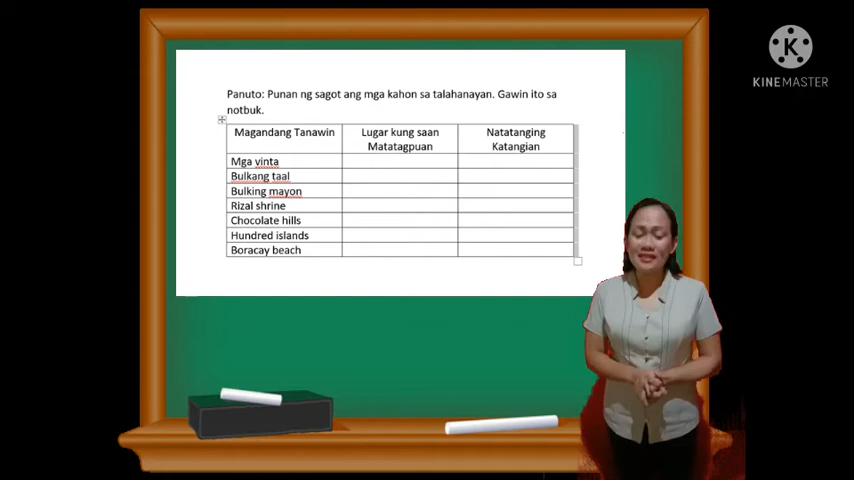 Panuto: Punan ng sagot ang mga kahon sa talahanayan. Gawin ito sa
notbuk.
Magandang Tanawin
Lugar kung saan
Matatagpuan
Natatanging
Katangian
Mga vinta
Bulkang taal
Bulking mayon
Rizal shrine
Chocolate hills
Hundred islands
Boracay beach
K
KINEMASTER